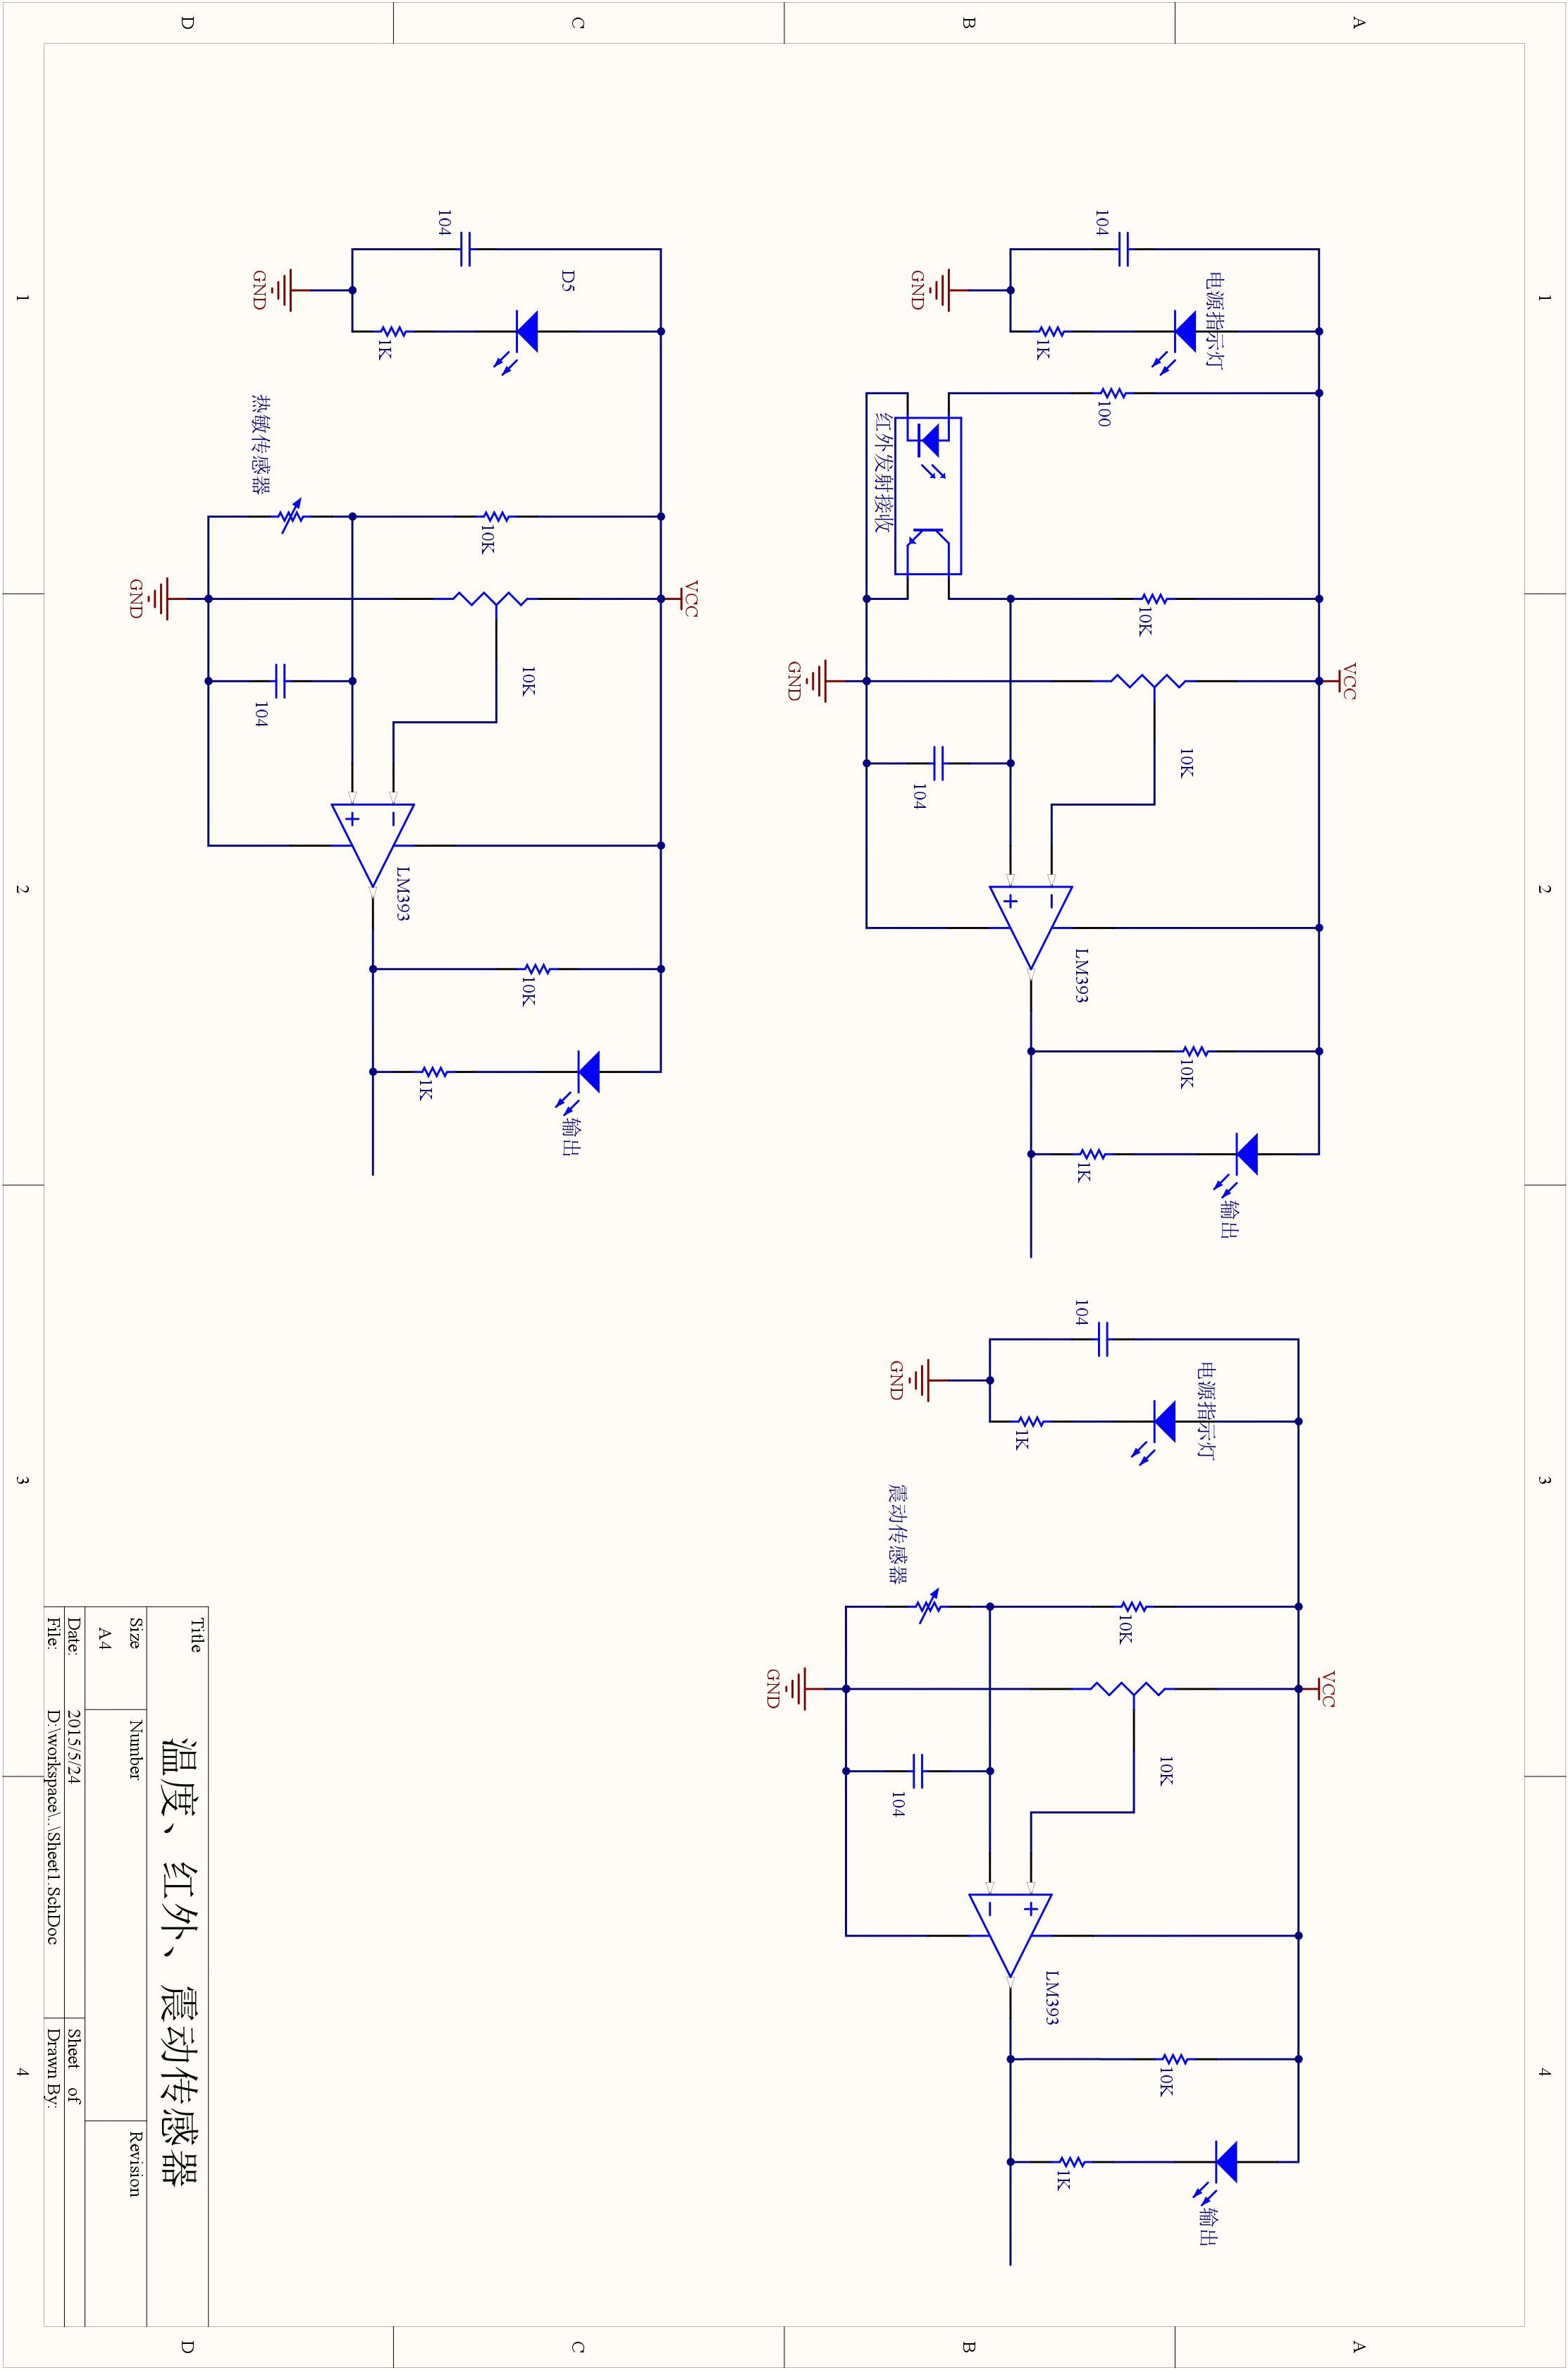 1 2 3 4
A A
B B
C C
D D
1 2 3 4
VCC
电源指示灯
104
1K
GND
100
10K
10K
LM393
10K
输出
1K
红外发射接收
104
GND
VCC
电源指示灯
104
1K
GND
10K
10K
LM393
10K
输出
1K
震动传感器
104
GND
VCC
D5
104
1K
GND
10K
10K
LM393
10K
输出
1K
热敏传感器
104
GND
Title 温度、红外、震动传感器
Size Number Revision
A4
Date: 2015/5/24 Sheet of
File: D:\workspace\..\Sheet1.SchDoc Drawn By: